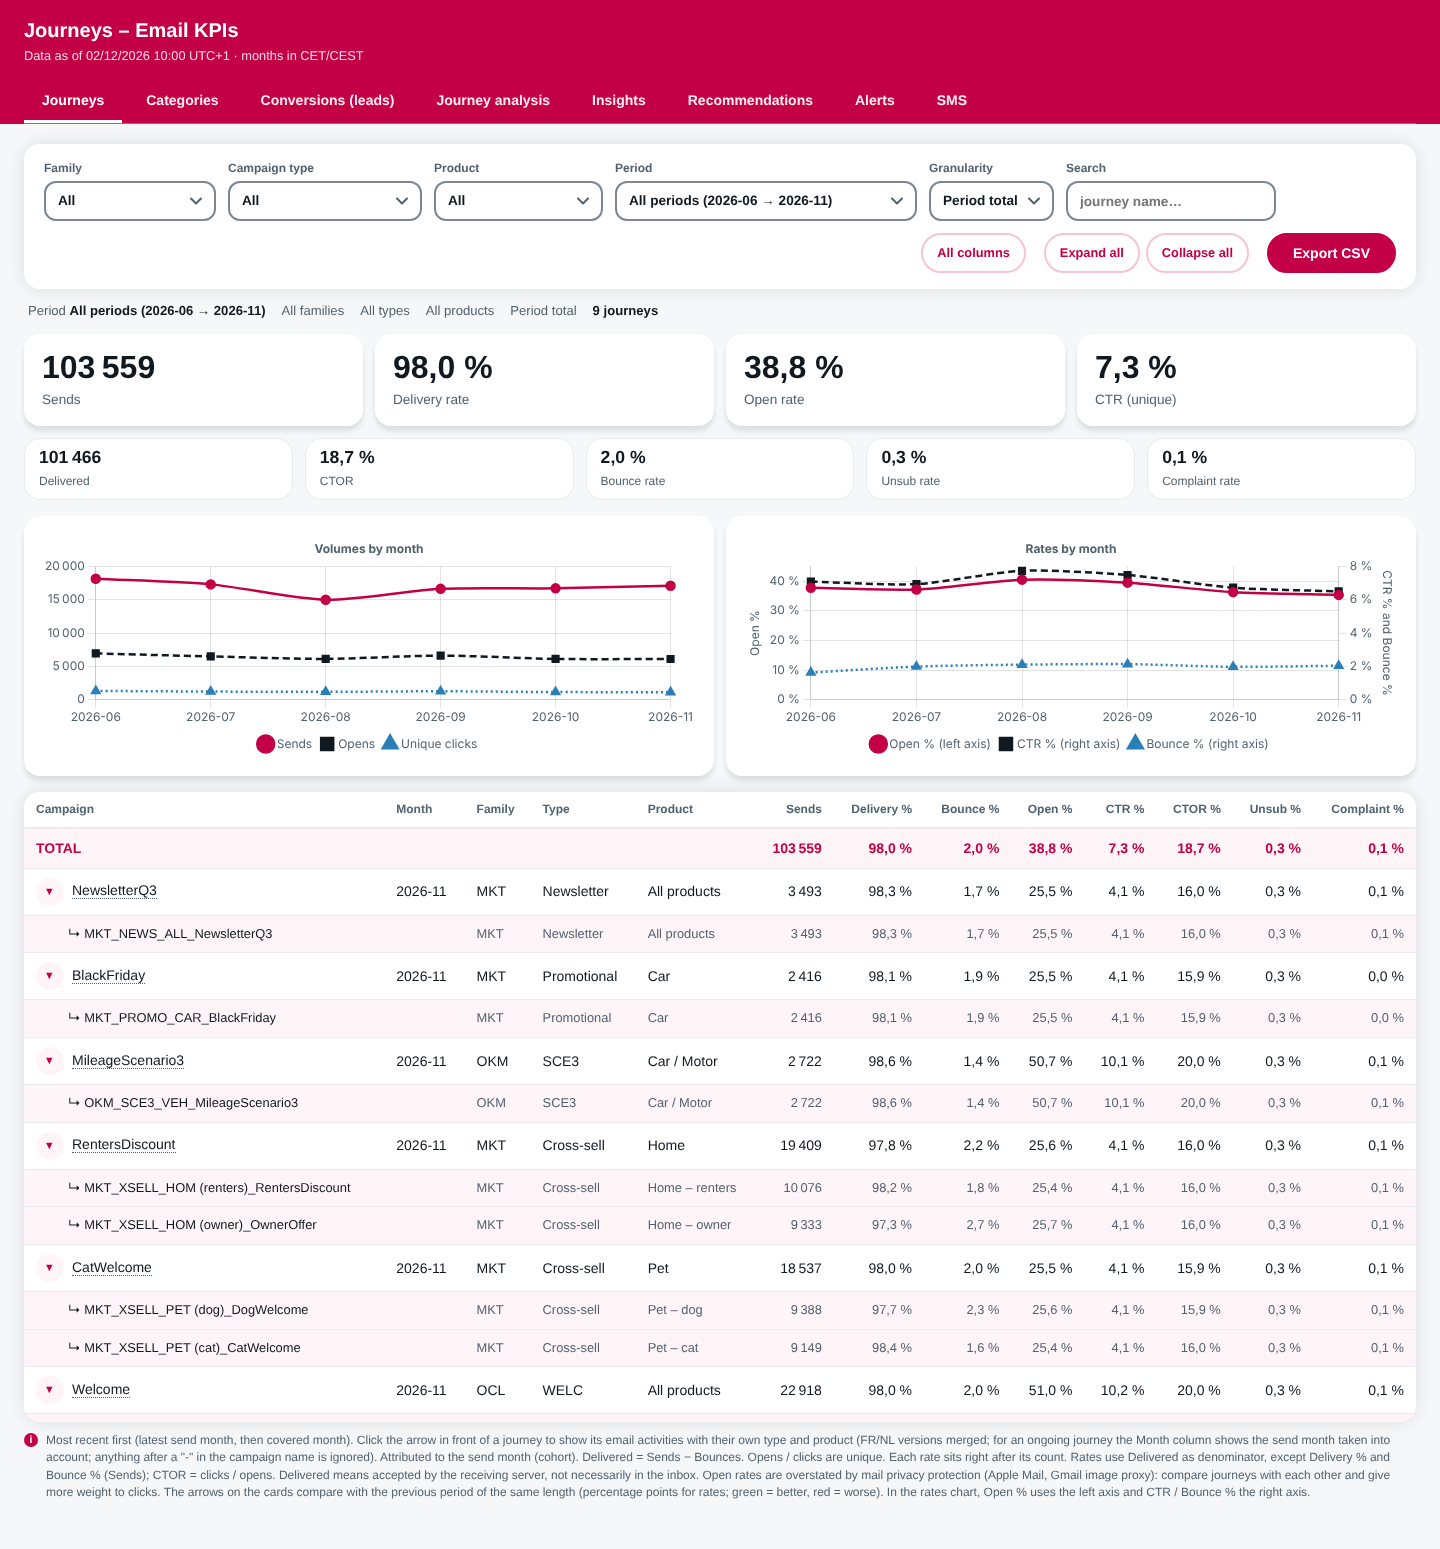 Journeys – Email KPIs
Data as of 02/12/2026 10:00 UTC+1 · months in CET/CEST
Journeys Categories Conversions (leads) Journey analysis Insights Recommendations Alerts SMS
Family Campaign type Product Period Granularity Search
All All All All periods (2026-06 → 2026-11) Period total journey name…
All columns Expand all Collapse all Export CSV
Period All periods (2026-06 → 2026-11) All families All types All products Period total 9 journeys
103 559 98,0 % 38,8 % 7,3 %
Sends Delivery rate Open rate CTR (unique)
101 466 18,7 % 2,0 % 0,3 % 0,1 %
Delivered CTOR Bounce rate Unsub rate Complaint rate
Volumes by month
20 000
15 000
10 000
5 000
0
2026-06 2026-07 2026-08 2026-09 2026-10 2026-11
Sends Opens Unique clicks
Rates by month
Open %
40 %
30 %
20 %
10 %
0 %
8 %
6 %
4 %
2 %
0 %
CTR % and Bounce %
2026-06 2026-07 2026-08 2026-09 2026-10 2026-11
Open % (left axis) CTR % (right axis) Bounce % (right axis)
Campaign Month Family Type Product Sends Delivery % Bounce % Open % CTR % CTOR % Unsub % Complaint %
TOTAL 103 559 98,0 % 2,0 % 38,8 % 7,3 % 18,7 % 0,3 % 0,1 %
▼ NewsletterQ3 2026-11 MKT Newsletter All products 3 493 98,3 % 1,7 % 25,5 % 4,1 % 16,0 % 0,3 % 0,1 %
↳ MKT_NEWS_ALL_NewsletterQ3 MKT Newsletter All products 3 493 98,3 % 1,7 % 25,5 % 4,1 % 16,0 % 0,3 % 0,1 %
▼ BlackFriday 2026-11 MKT Promotional Car 2 416 98,1 % 1,9 % 25,5 % 4,1 % 15,9 % 0,3 % 0,0 %
↳ MKT_PROMO_CAR_BlackFriday MKT Promotional Car 2 416 98,1 % 1,9 % 25,5 % 4,1 % 15,9 % 0,3 % 0,0 %
▼ MileageScenario3 2026-11 OKM SCE3 Car / Motor 2 722 98,6 % 1,4 % 50,7 % 10,1 % 20,0 % 0,3 % 0,1 %
↳ OKM_SCE3_VEH_MileageScenario3 OKM SCE3 Car / Motor 2 722 98,6 % 1,4 % 50,7 % 10,1 % 20,0 % 0,3 % 0,1 %
▼ RentersDiscount 2026-11 MKT Cross-sell Home 19 409 97,8 % 2,2 % 25,6 % 4,1 % 16,0 % 0,3 % 0,1 %
↳ MKT_XSELL_HOM (renters)_RentersDiscount MKT Cross-sell Home – renters 10 076 98,2 % 1,8 % 25,4 % 4,1 % 16,0 % 0,3 % 0,1 %
↳ MKT_XSELL_HOM (owner)_OwnerOffer MKT Cross-sell Home – owner 9 333 97,3 % 2,7 % 25,7 % 4,1 % 16,0 % 0,3 % 0,1 %
▼ CatWelcome 2026-11 MKT Cross-sell Pet 18 537 98,0 % 2,0 % 25,5 % 4,1 % 15,9 % 0,3 % 0,1 %
↳ MKT_XSELL_PET (dog)_DogWelcome MKT Cross-sell Pet – dog 9 388 97,7 % 2,3 % 25,6 % 4,1 % 15,9 % 0,3 % 0,1 %
↳ MKT_XSELL_PET (cat)_CatWelcome MKT Cross-sell Pet – cat 9 149 98,4 % 1,6 % 25,4 % 4,1 % 16,0 % 0,3 % 0,1 %
▼ Welcome 2026-11 OCL WELC All products 22 918 98,0 % 2,0 % 51,0 % 10,2 % 20,0 % 0,3 % 0,1 %
i Most recent first (latest send month, then covered month). Click the arrow in front of a journey to show its email activities with their own type and product (FR/NL versions merged; for an ongoing journey the Month column shows the send month taken into
account; anything after a "-" in the campaign name is ignored). Attributed to the send month (cohort). Delivered = Sends − Bounces. Opens / clicks are unique. Each rate sits right after its count. Rates use Delivered as denominator, except Delivery % and
Bounce % (Sends); CTOR = clicks / opens. Delivered means accepted by the receiving server, not necessarily in the inbox. Open rates are overstated by mail privacy protection (Apple Mail, Gmail image proxy): compare journeys with each other and give
more weight to clicks. The arrows on the cards compare with the previous period of the same length (percentage points for rates; green = better, red = worse). In the rates chart, Open % uses the left axis and CTR / Bounce % the right axis.